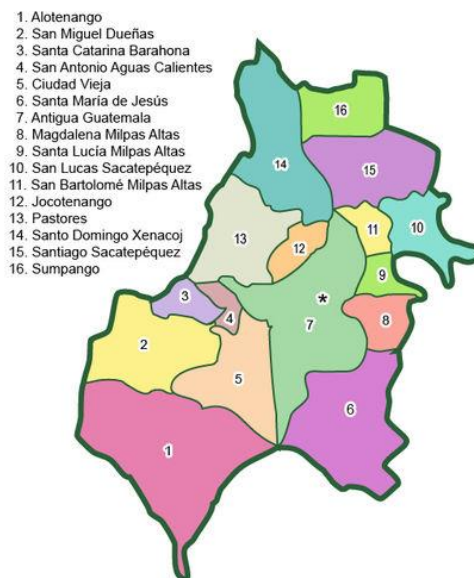 1. Alotenango
2. San Miguel Dueñas
3. Santa Catarina Barahona
4. San Antonio Aguas Calientes
5. Ciudad Vieja
6. Santa María de Jesús
7. Antigua Guatemala
8. Magdalena Milpas Altas
9. Santa Lucía Milpas Altas
10. San Lucas Sacatepéquez
11. San Bartolomé Milpas Altas
12. Jocotenango
13. Pastores
14. Santo Domingo Xenacoj
15. Santiago Sacatepéquez
16. Sumpango
16
14
15
10
11
13
12
9
3
*
4
7
8
2
5
6
1